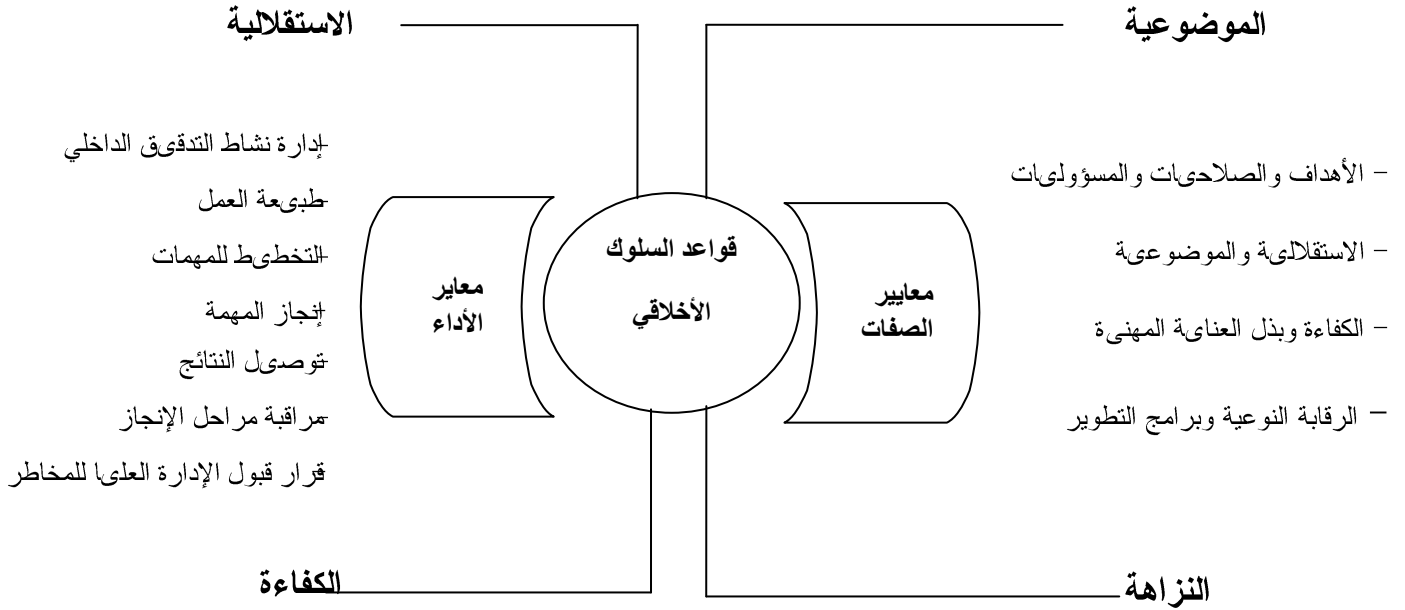 الموضوعية
الاستقلالية
- الأهداف والصلاحيات والمسؤوليات
- الاستقلالية والموضوعية
- الكفاءة وبذل العناية المهنية
- الرقابة النوعية وبرامج التطوير
معايير
الصفات
قواعد السلوك
الأخلاقي
معاير
الأداء
-إدارة نشاط التدقيق الداخلي
-طبيعة العمل
-التخطيط للمهمات
-إنجاز المهمة
-توصيل النتائج
-مراقبة مراحل الإنجاز
-قرار قبول الإدارة العليا للمخاطر
النزاهة
الكفاءة